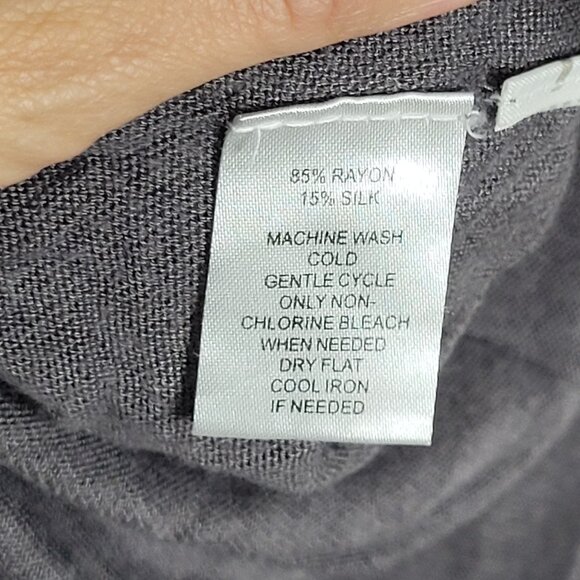 85% RAYON
15% SILK
MACHINE WASH
COLD
GENTLE CYCLE
ONLY NON-
CHLORINE BLEACH
WHEN NEEDED
DRY FLAT
COOL IRON
IF NEEDED